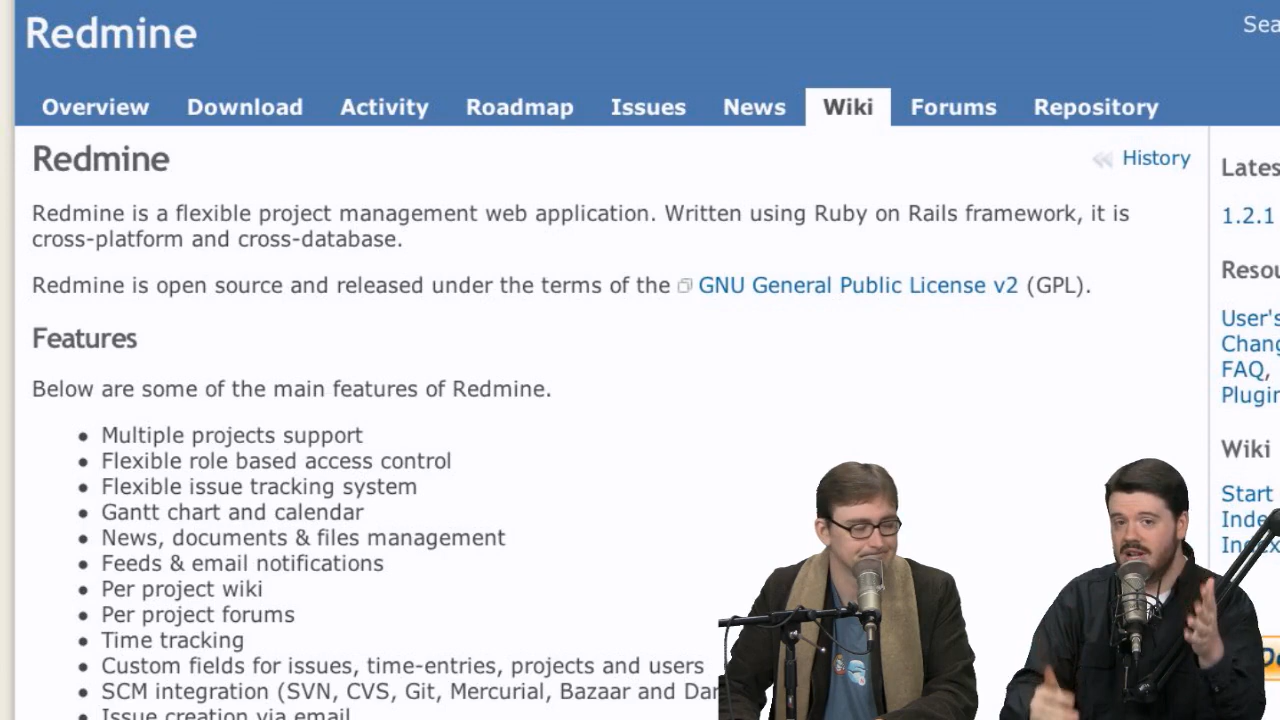 Redmine
Overview Download Activity Roadmap Issues News Wiki Forums Repository
Redmine
History
Redmine is a flexible project management web application. Written using Ruby on Rails framework, it is
cross-platform and cross-database.
Redmine is open source and released under the terms of the GNU General Public License v2 (GPL).
Features
Below are some of the main features of Redmine.
Multiple projects support
Flexible role based access control
Flexible issue tracking system
Gantt chart and calendar
News, documents & files management
Feeds & email notifications
Per project wiki
Per project forums
Time tracking
Custom fields for issues, time-entries, projects and users
SCM integration (SVN, CVS, Git, Mercurial, Bazaar and
Issue creation via email
1.2.1
User's
FAQ,
Wiki
Start